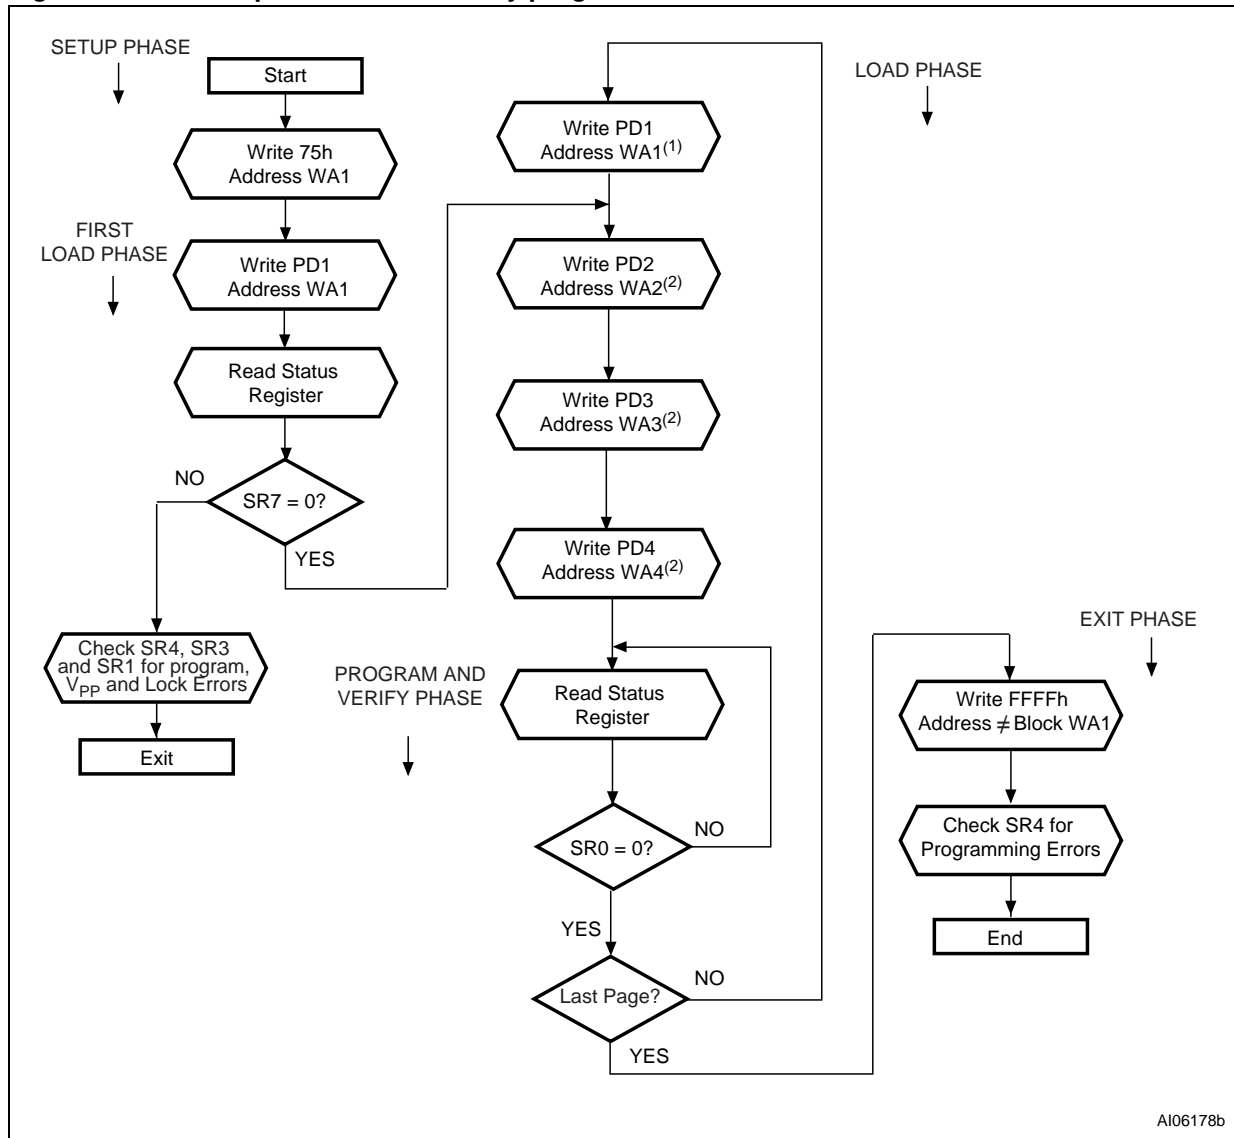 SETUP PHASE
Start
Write 75h
Address WA1
FIRST
LOAD PHASE
Write PD1
Address WA1
Read Status
Register
NO
SR7 = 0?
YES
Check SR4, SR3
and SR1 for program,
VPP and Lock Errors
Exit
LOAD PHASE
Write PD1
Address WA1(1)
Write PD2
Address WA2(2)
Write PD3
Address WA3(2)
Write PD4
Address WA4(2)
PROGRAM AND
VERIFY PHASE
Read Status
Register
SR0 = 0?
NO
YES
Last Page?
NO
YES
EXIT PHASE
Write FFFFh
Address ≠ Block WA1
Check SR4 for
Programming Errors
End
AI06178b